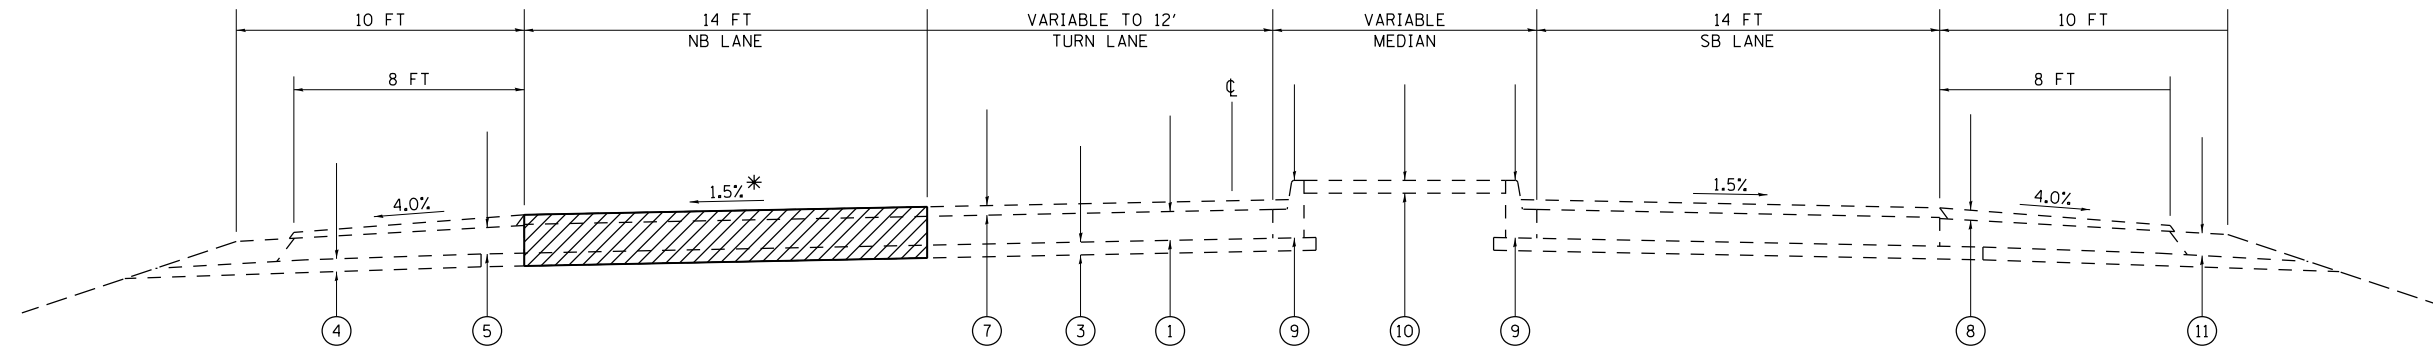 10 FT
14 FT
VARIABLE TO 12'
VARIABLE
14 FT
10 FT
NB LANE
TURN LANE
MEDIAN
SB LANE
8 FT
8 FT
℄
4.0%
1.5%*
1.5%
4.0%
4
5
7
3
1
9
10
9
8
11